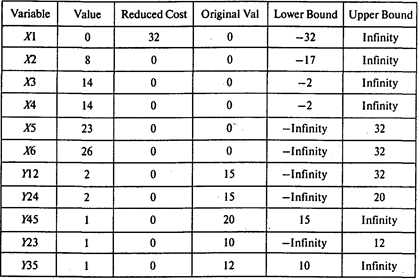 Variable Value Reduced Cost Original Val Lower Bound Upper Bound
X1 0 32 0 −32 Infinity
X2 8 0 0 −17 Infinity
X3 14 0 0 −2 Infinity
X4 14 0 0 −2 Infinity
X5 23 0 0 −Infinity 32
X6 26 0 0 −Infinity 32
Y12 2 0 15 −Infinity 32
Y24 2 0 15 −Infinity 20
Y45 1 0 20 15 Infinity
Y23 1 0 10 −Infinity 12
Y35 1 0 12 10 Infinity